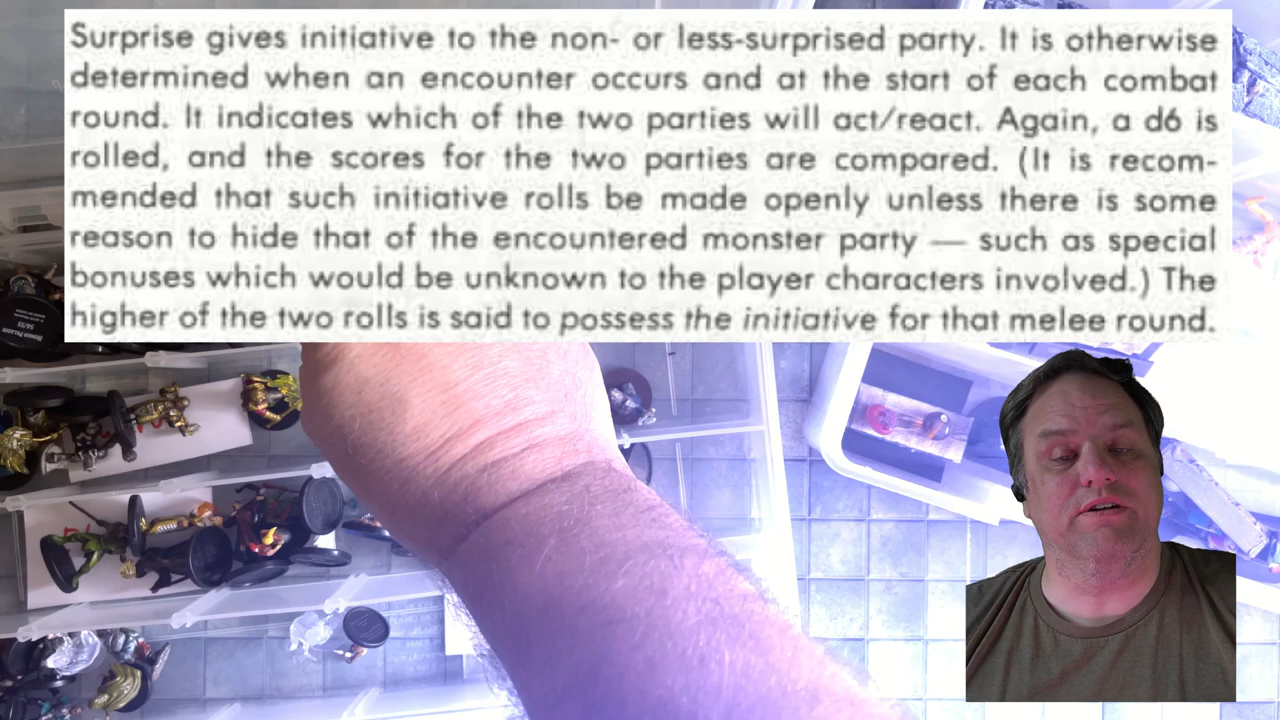 Surprise gives initiative to the non- or less-surprised party. It is otherwise
determined when an encounter occurs and at the start of each combat
round. It indicates which of the two parties will act/react. Again, a d6 is
rolled, and the scores for the two parties are compared. (It is recom-
mended that such initiative rolls be made openly unless there is some
reason to hide that of the encountered monster party — such as special
bonuses which would be unknown to the player characters involved.) The
higher of the two rolls is said to possess the initiative for that melee round.